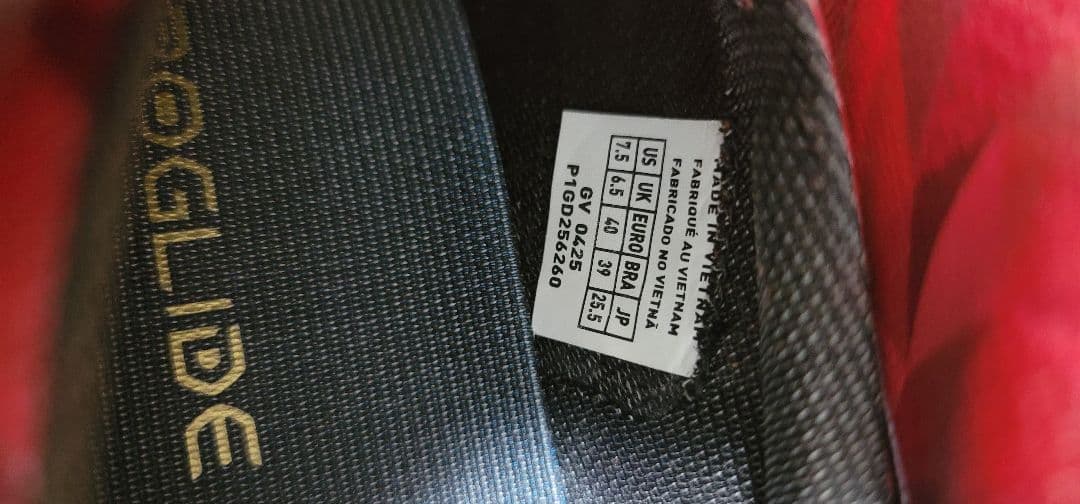 OGLIDE
MADE IN VIETNAM
FABRIQUÉ AU VIETNAM
FABRICADO NO VIETNÃ
US UK EURO BRA JP
7.5 6.5 40 39 25.5
GV 0425
P1GD256260